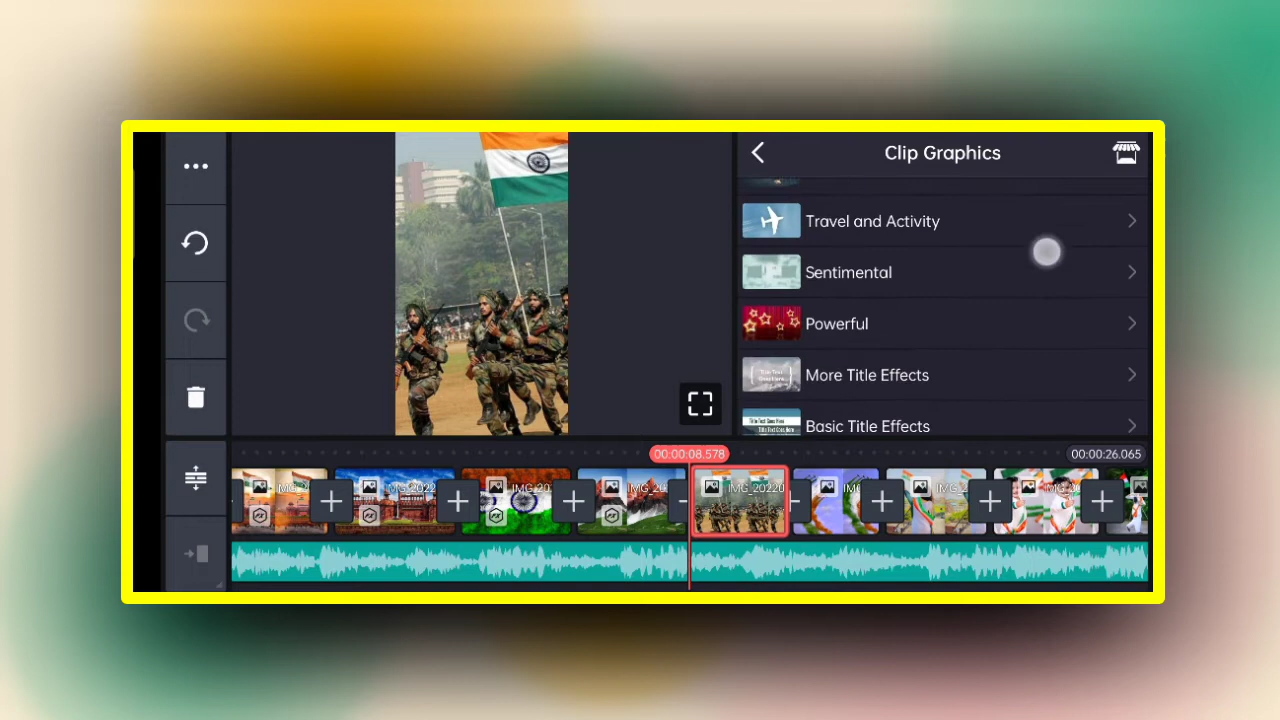 Clip Graphics
Travel and Activity
Sentimental
Powerful
More Title Effects
Basic Title Effects
00:00:08.578
00:00:26.065
IMG_2022
IMG_20
IMG_20
IMG_20220